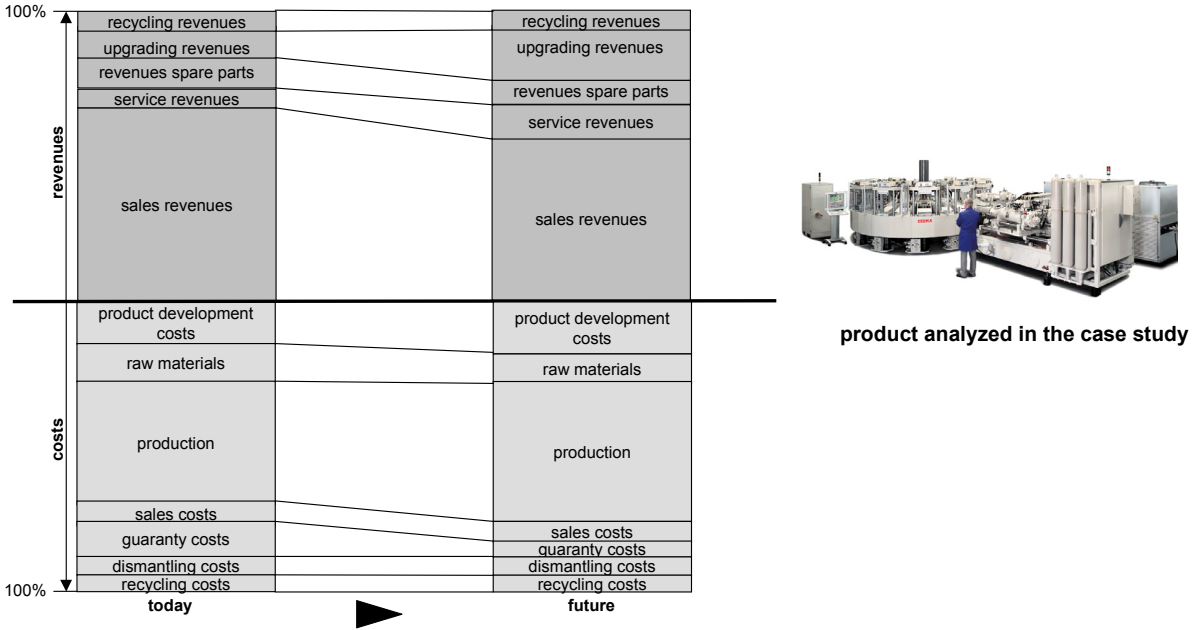 100%
recycling revenues
upgrading revenues
revenues spare parts
service revenues
sales revenues
revenues
product development
costs
raw materials
production
sales costs
guaranty costs
dismantling costs
recycling costs
costs
100%
today
recycling revenues
upgrading revenues
revenues spare parts
service revenues
sales revenues
product development
costs
raw materials
production
sales costs
guaranty costs
dismantling costs
recycling costs
future
product analyzed in the case study